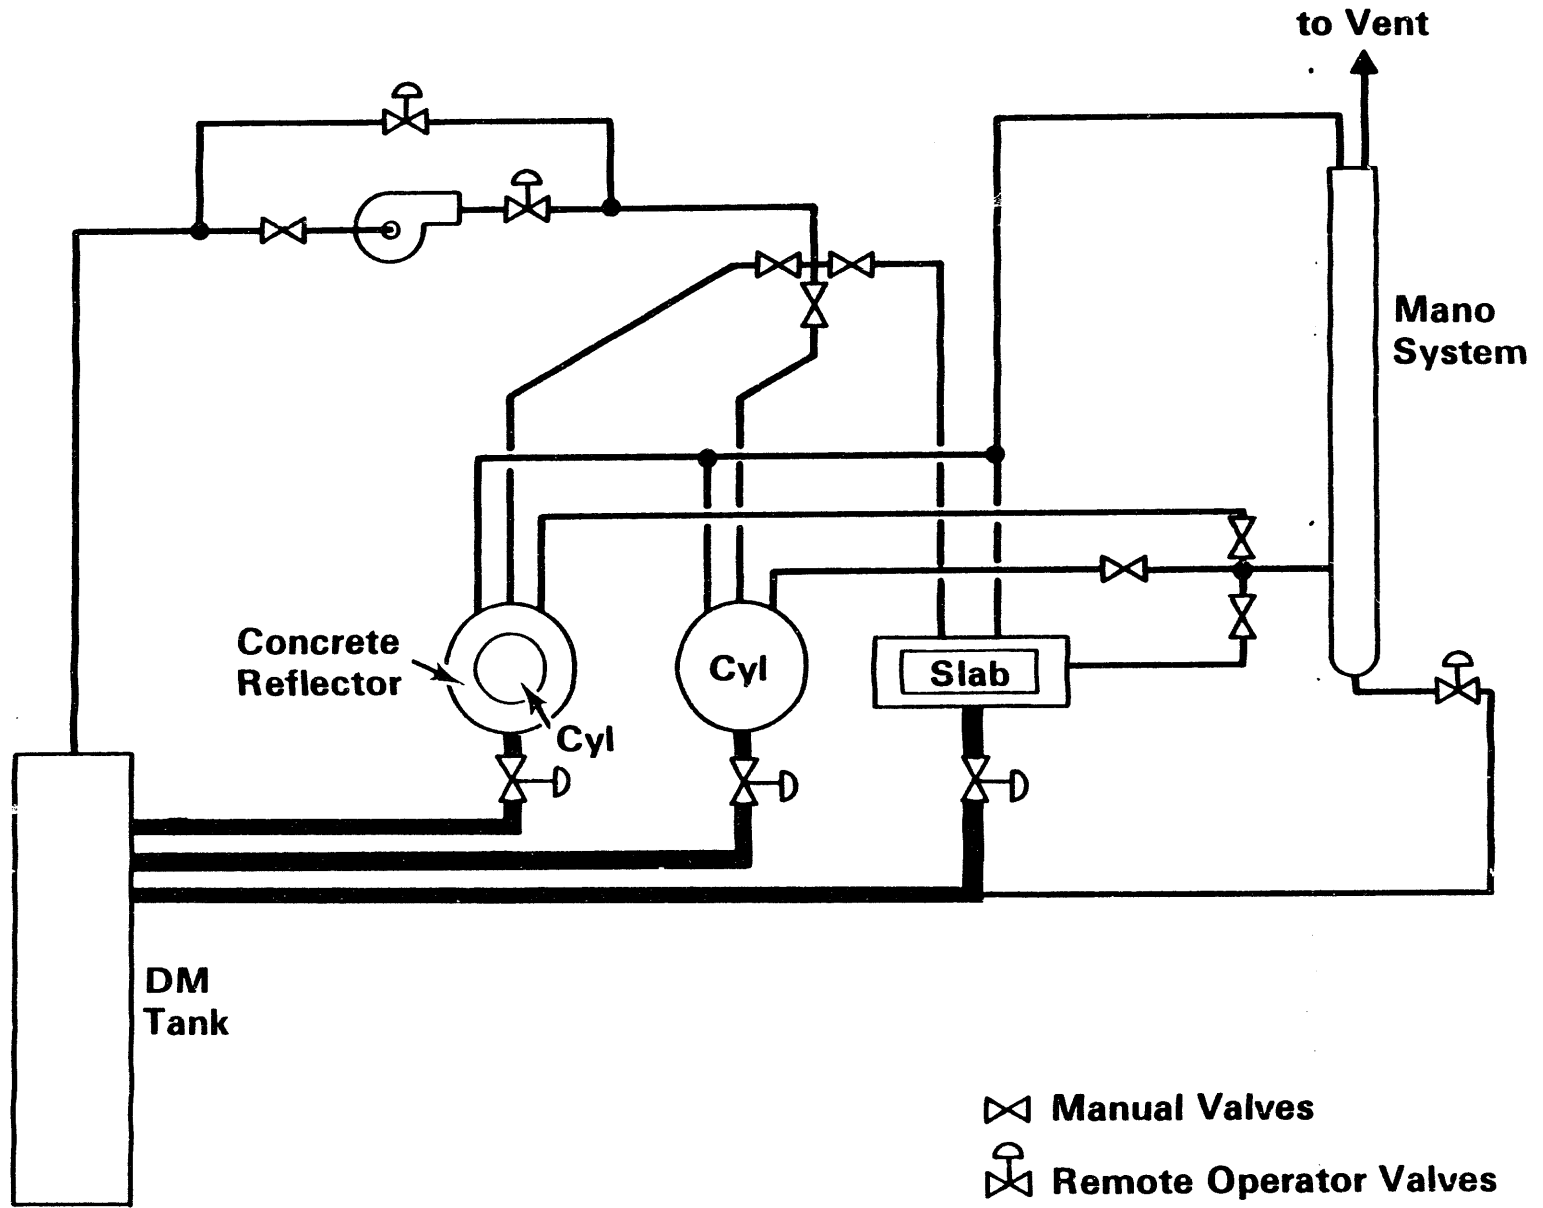 to Vent
Mano
System
Concrete
Reflector
Cyl
Cyl
Slab
DM
Tank
Manual Valves
Remote Operator Valves